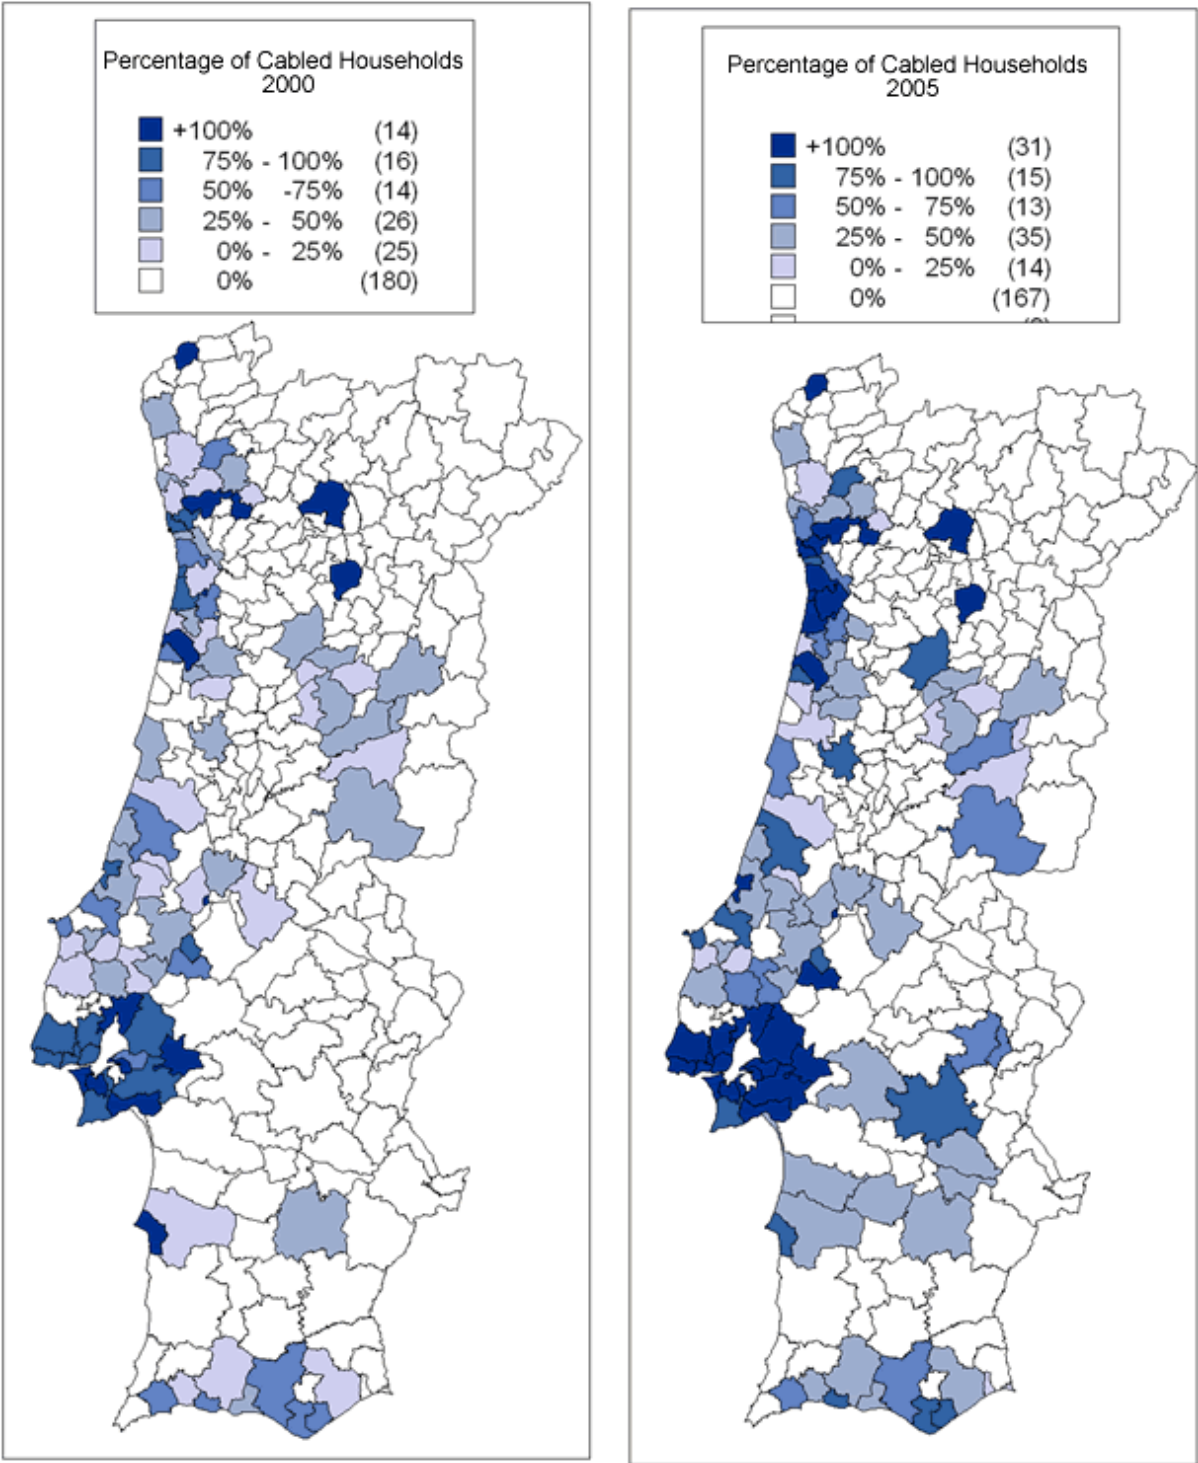 Percentage of Cabled Households
2000
+100% (14)
75% - 100% (16)
50% -75% (14)
25% - 50% (26)
0% - 25% (25)
0% (180)
Percentage of Cabled Households
2005
+100% (31)
75% - 100% (15)
50% - 75% (13)
25% - 50% (35)
0% - 25% (14)
0% (167)